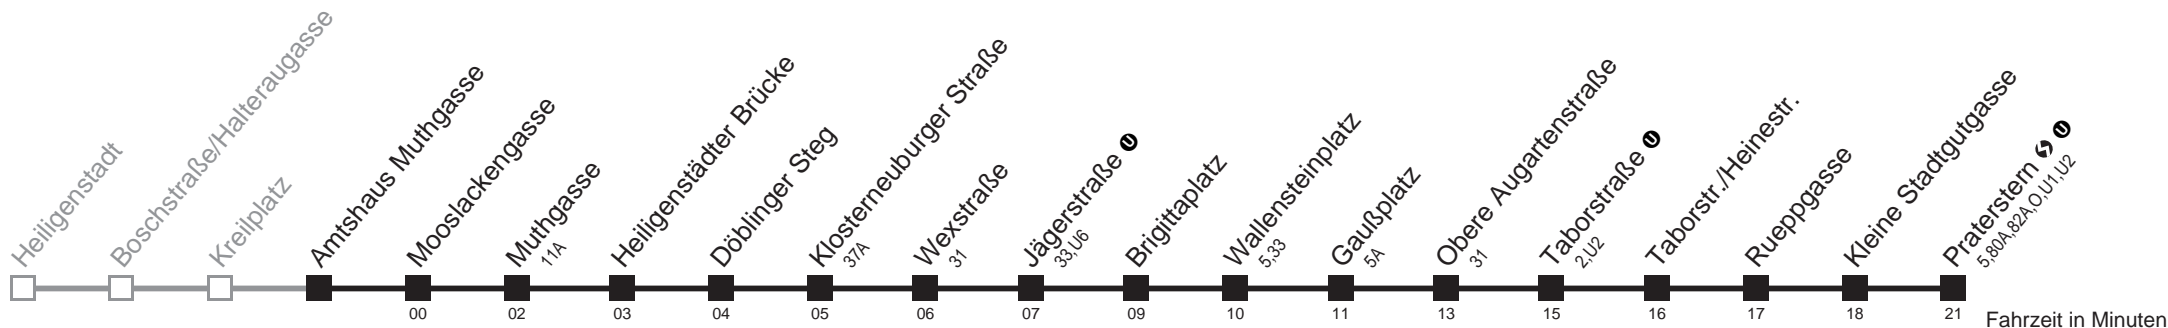 Heiligenstadt
Boschstraße/Halteraugasse
Kreilplatz
Amtshaus Muthgasse
Mooslackengasse
00
Muthgasse
11A
02
Heiligenstädter Brücke
03
Döblinger Steg
04
Klosterneuburger Straße
37A
05
Wexstraße
31
06
Jägerstraße U
33,U6
07
Brigittaplatz
09
Wallensteinplatz
5,33
10
Gaußplatz
5A
11
Obere Augartenstraße
31
13
Taborstraße U
2,U2
15
Taborstr./Heinestr.
16
Rueppgasse
17
Kleine Stadtgutgasse
18
Praterstern S U
5,80A,82A,O,U1,U2
21
Fahrzeit in Minuten